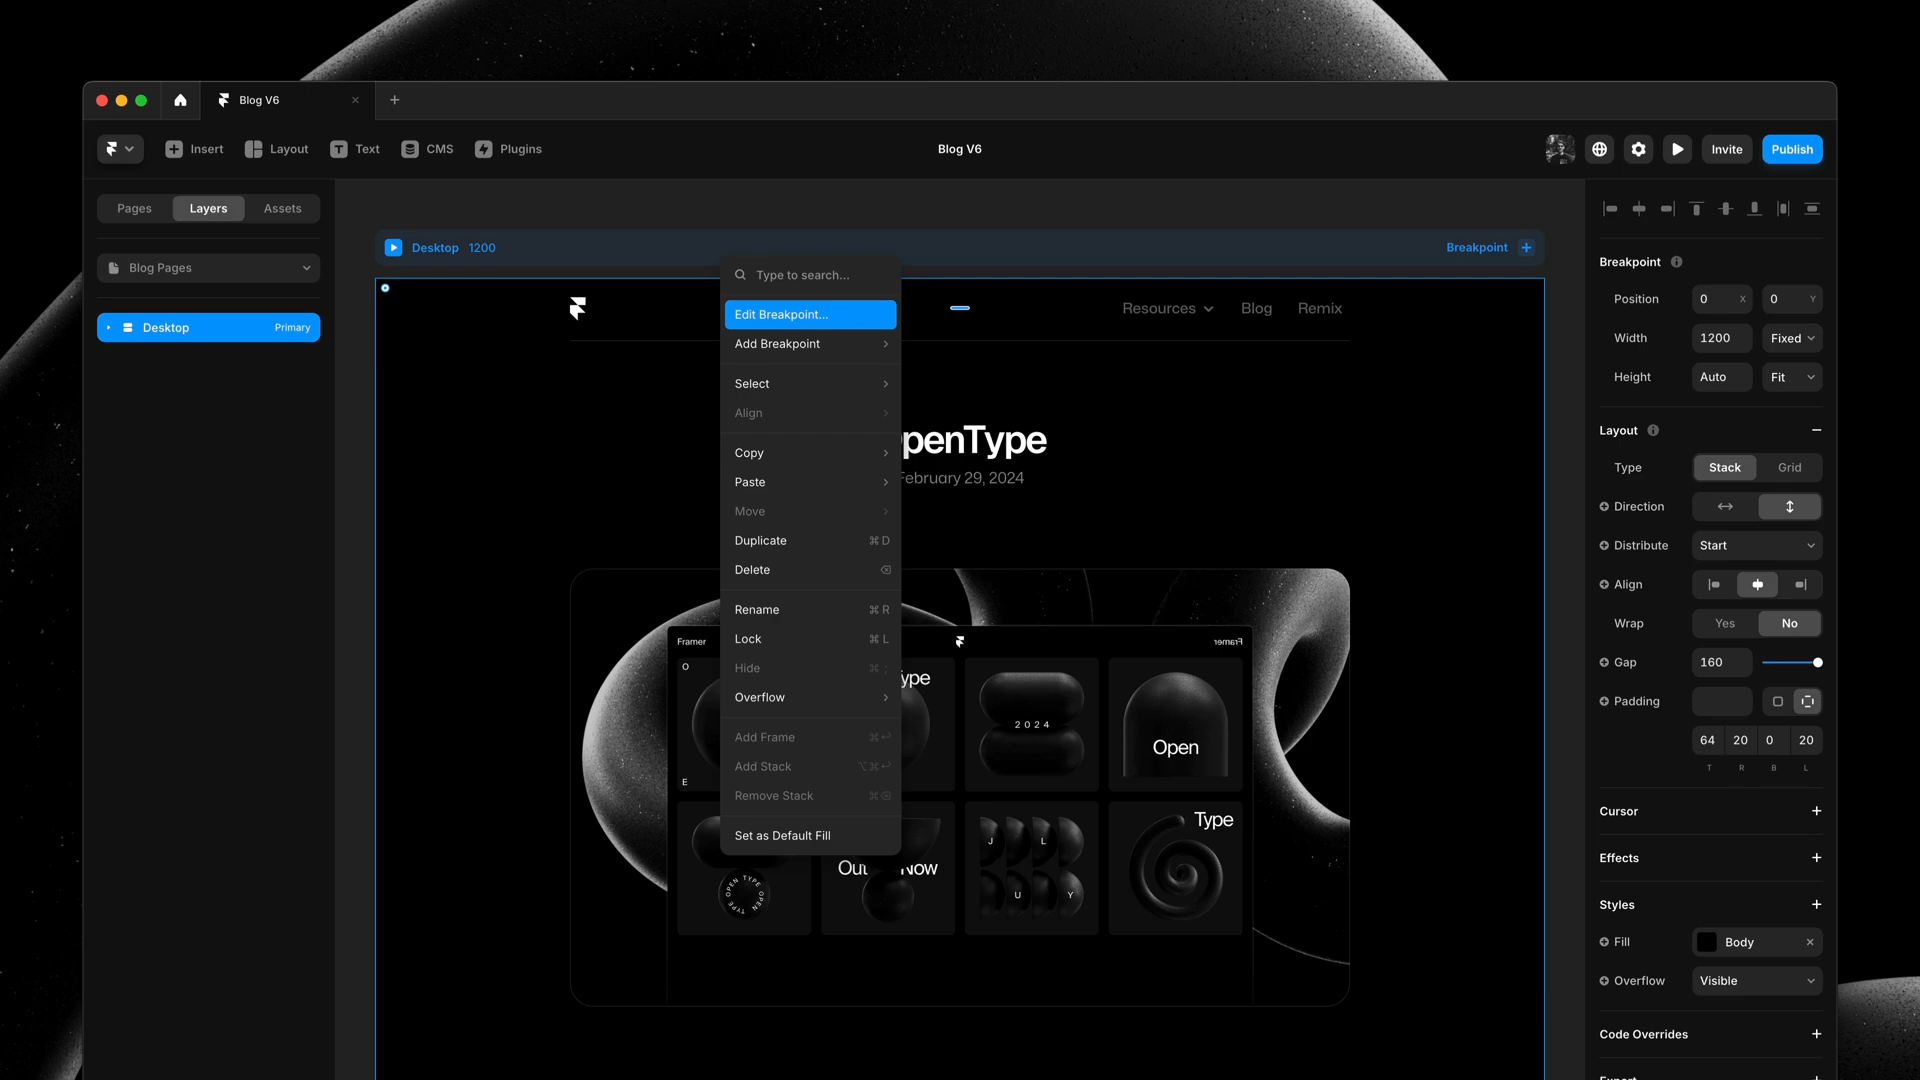 Blog V6
Insert Layout Text CMS Plugins
Blog V6
Invite Publish
Pages Layers Assets
Blog Pages
Desktop Primary
Desktop 1200
Breakpoint
Resources Blog Remix
penType
February 29, 2024
Type to search...
Edit Breakpoint...
Add Breakpoint
Select
Align
Copy
Paste
Move
Duplicate ⌘ D
Delete ⌫
Rename ⌘ R
Lock ⌘ L
Hide ⌘ ;
Overflow
Add Frame ⌘↩
Add Stack ⌥⌘↩
Remove Stack ⌘⌫
Set as Default Fill
Framer
Framer
O
E
ype
2024
Open
OPEN TYPE OPEN TYPE
Out Now
J L
U Y
Type
Breakpoint
Position 0 X 0 Y
Width 1200 Fixed
Height Auto Fit
Layout
Type Stack Grid
Direction
Distribute Start
Align
Wrap Yes No
Gap 160
Padding
64 20 0 20
T R B L
Cursor
Effects
Styles
Fill Body
Overflow Visible
Code Overrides